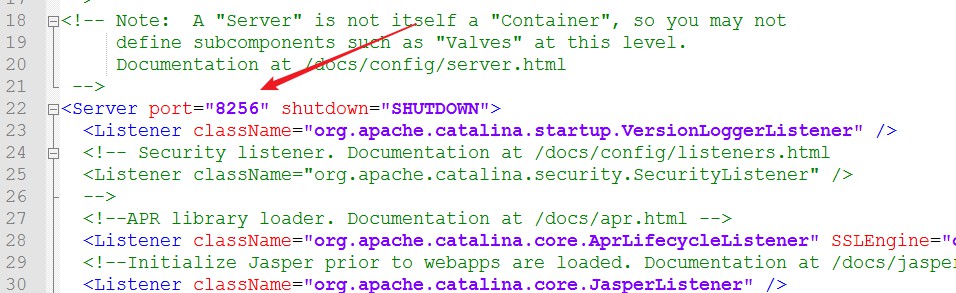 18 <!-- Note:  A "Server" is not itself a "Container", so you may not
19 define subcomponents such as "Valves" at this level.
20 Documentation at /docs/config/server.html
21 -->
22 <Server port="8256" shutdown="SHUTDOWN">
23 <Listener className="org.apache.catalina.startup.VersionLoggerListener" />
24 <!-- Security listener. Documentation at /docs/config/listeners.html
25 <Listener className="org.apache.catalina.security.SecurityListener" />
26 -->
27 <!--APR library loader. Documentation at /docs/apr.html -->
28 <Listener className="org.apache.catalina.core.AprLifecycleListener" SSLEngine="
29 <!--Initialize Jasper prior to webapps are loaded. Documentation at /docs/jasper
30 <Listener className="org.apache.catalina.core.JasperListener" />